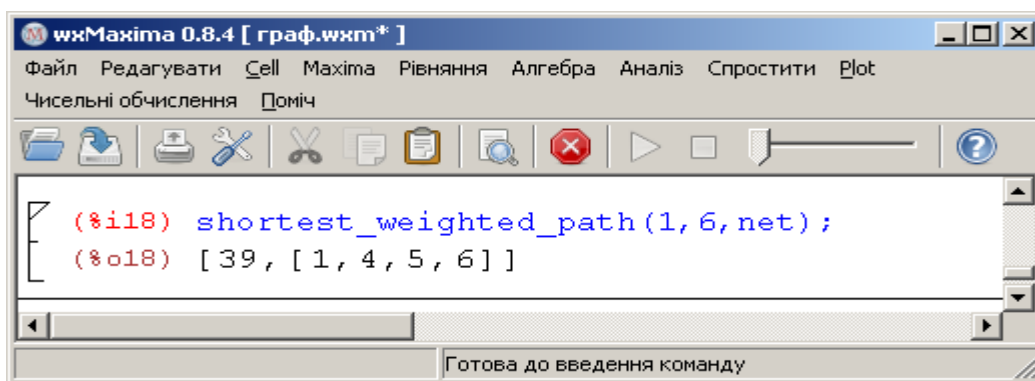 wxMaxima 0.8.4 [ граф.wxm* ]
Файл Редагувати Cell Maxima Рівняння Алгебра Аналіз Спростити Plot
Чисельні обчислення Поміч
(%i18) shortest_weighted_path(1,6,net);
(%o18) [39,[1,4,5,6]]
Готова до введення команду